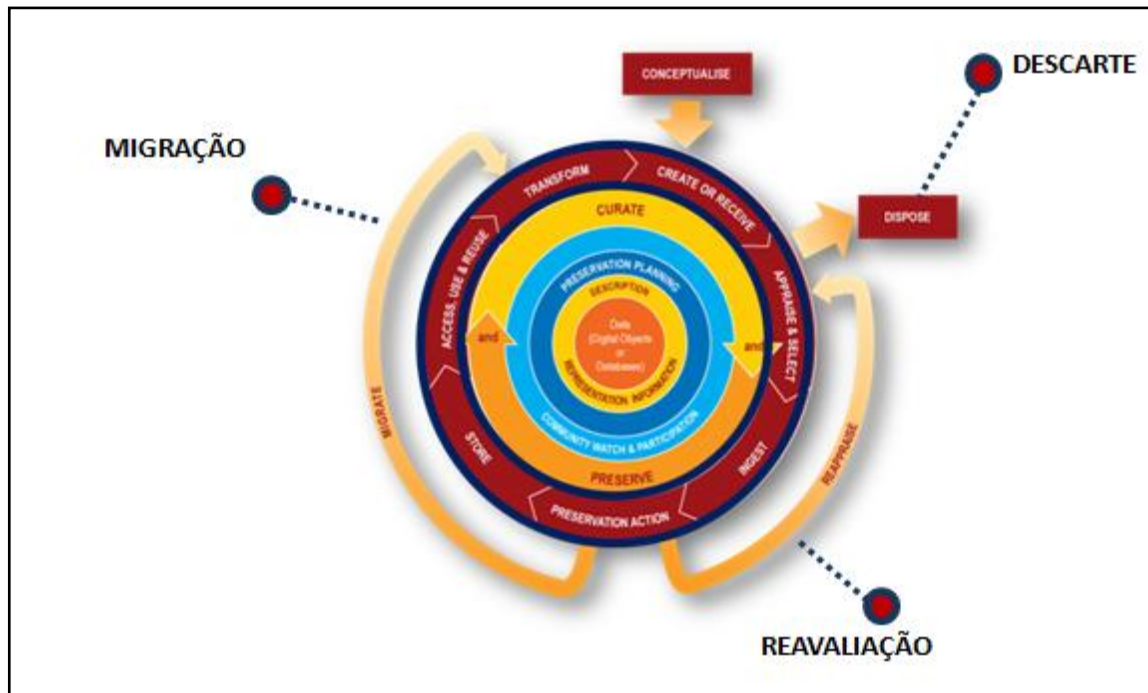 CONCEPTUALISE
DESCARTE
MIGRAÇÃO
TRANSFORM
CREATE OR RECEIVE
DISPOSE
CURATE
ACCESS, USE & REUSE
APPRAISE & SELECT
PRESERVATION PLANNING
DESCRIPTION
and
Data
(Digital Objects
or
Databases)
and
REPRESENTATION INFORMATION
MIGRATE
COMMUNITY WATCH & PARTICIPATION
STORE
INGEST
REAPPRAISE
PRESERVE
PRESERVATION ACTION
REAVALIAÇÃO